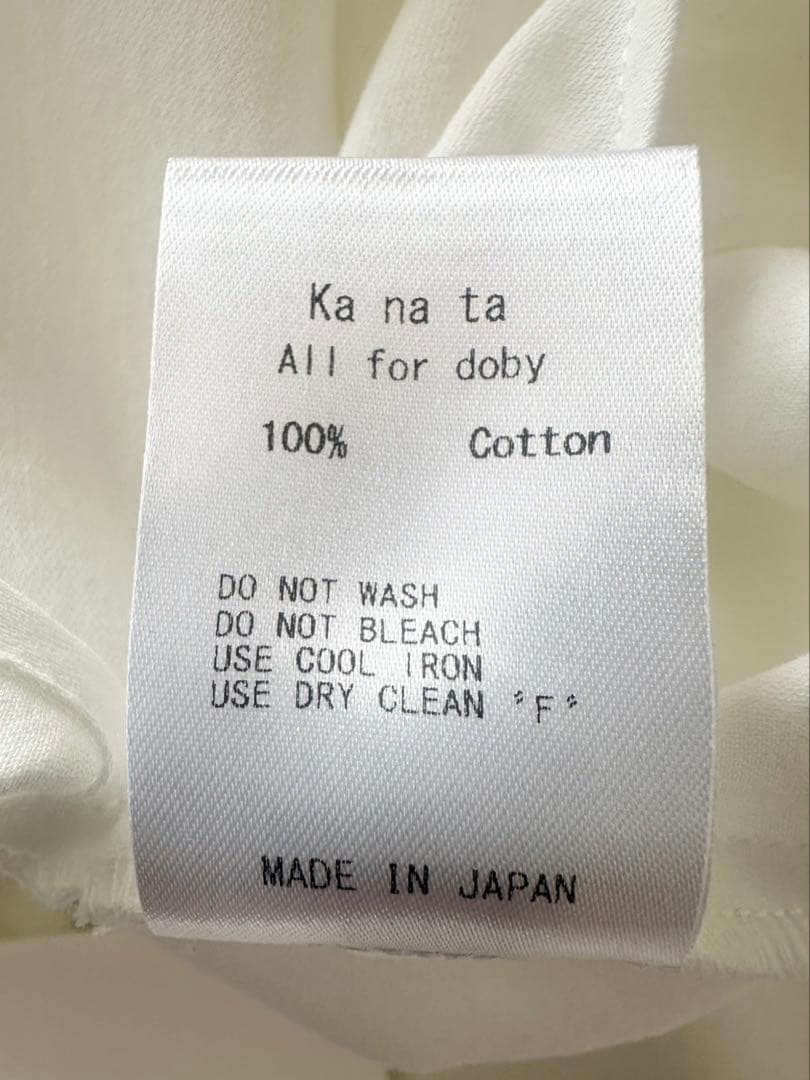 Ka na ta
All for doby
100% Cotton
DO NOT WASH
DO NOT BLEACH
USE COOL IRON
USE DRY CLEAN "F"
MADE IN JAPAN